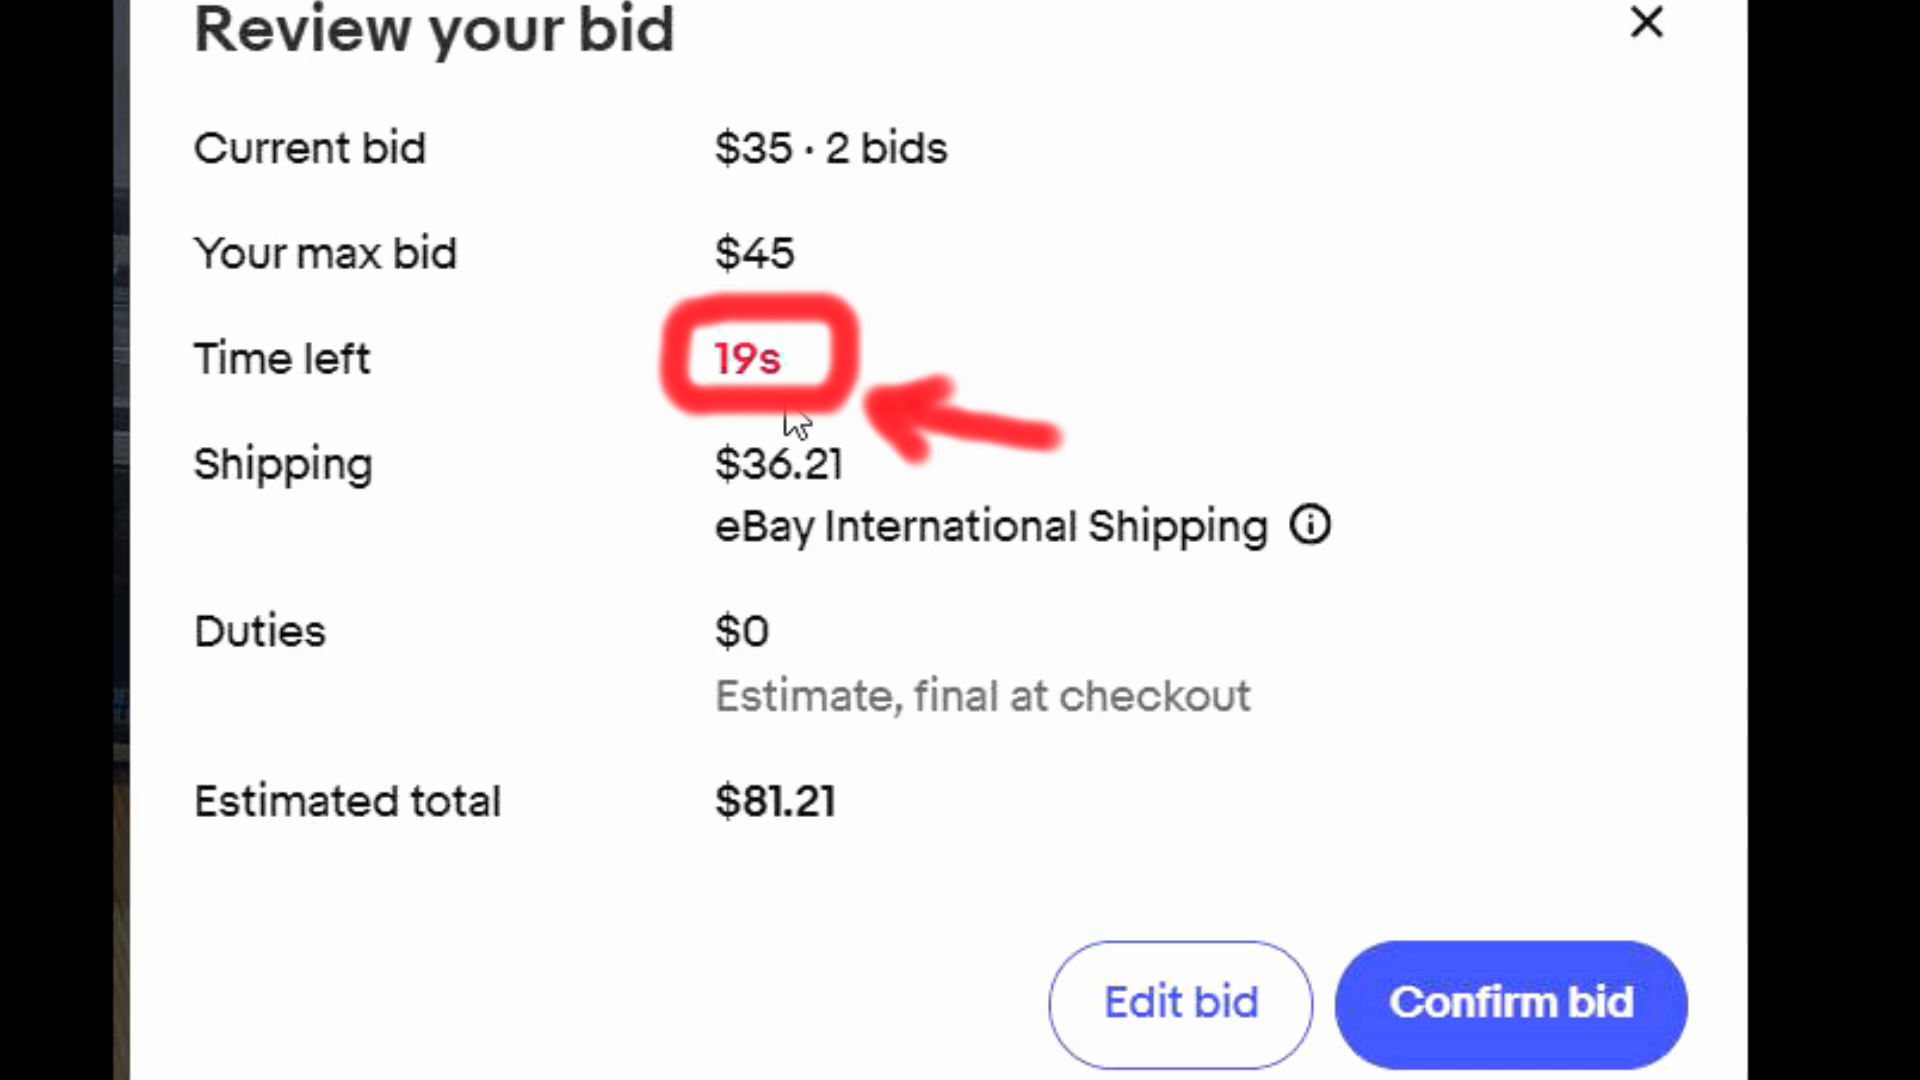 Review your bid
Current bid $35 · 2 bids
Your max bid $45
Time left 19s
Shipping $36.21
eBay International Shipping
Duties $0
Estimate, final at checkout
Estimated total $81.21
Edit bid Confirm bid